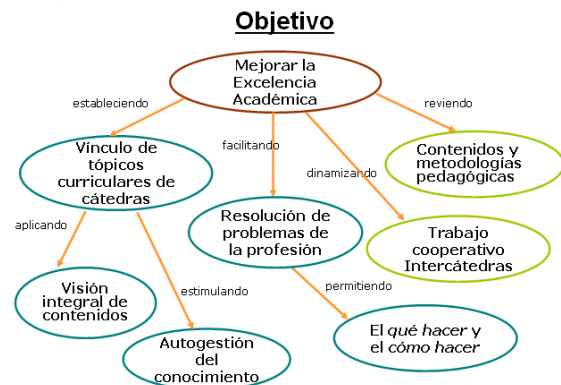 Objetivo
Mejorar la
Excelencia
Académica
estableciendo
reviendo
facilitando
dinamizando
Vínculo de
tópicos
curriculares de
cátedras
Contenidos y
metodologías
pedagógicas
Resolución de
problemas de
la profesión
Trabajo
cooperativo
Intercátedras
aplicando
estimulando
permitiendo
Visión
integral de
contenidos
Autogestión
del
conocimiento
El qué hacer y
el cómo hacer